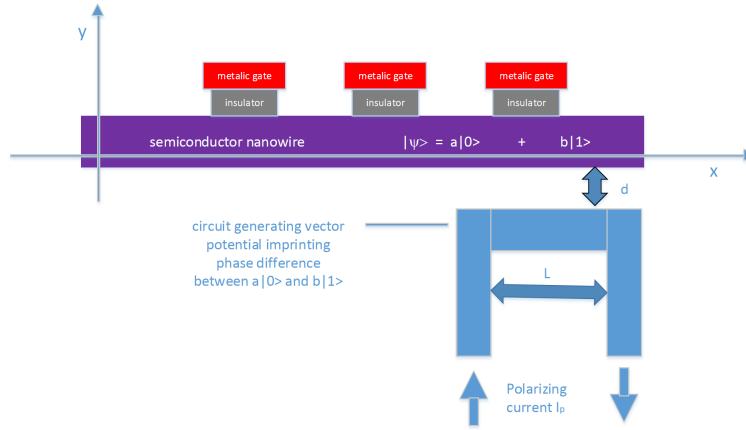 y
metalic gate metalic gate metalic gate
insulator insulator insulator
semiconductor nanowire |ψ> = a|0> + b|1>
x
d
circuit generating vector
potential imprinting
phase difference
between a|0> and b|1>
L
Polarizing
current Iₚ